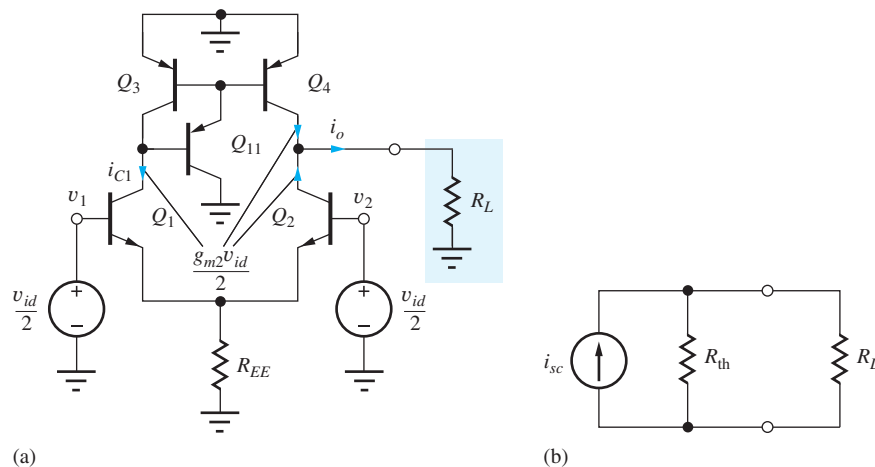 Q3
Q4
Q11
io
iC1
v1
Q1
Q2
v2
RL
gm2vid
2
+
−
vid
2
+
−
vid
2
REE
(a)
isc
Rth
RL
(b)